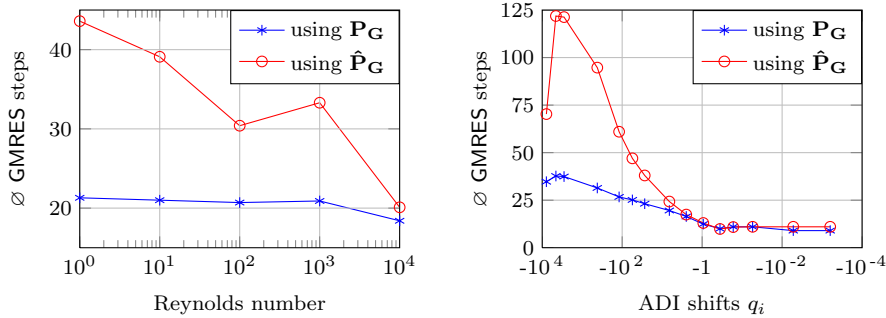 using P_G
using P̂_G
∅ GMRES steps
40
30
20
10^0 10^1 10^2 10^3 10^4
Reynolds number
using P_G
using P̂_G
∅ GMRES steps
125
100
75
50
25
0
-10^4 -10^2 -1 -10^-2 -10^-4
ADI shifts q_i